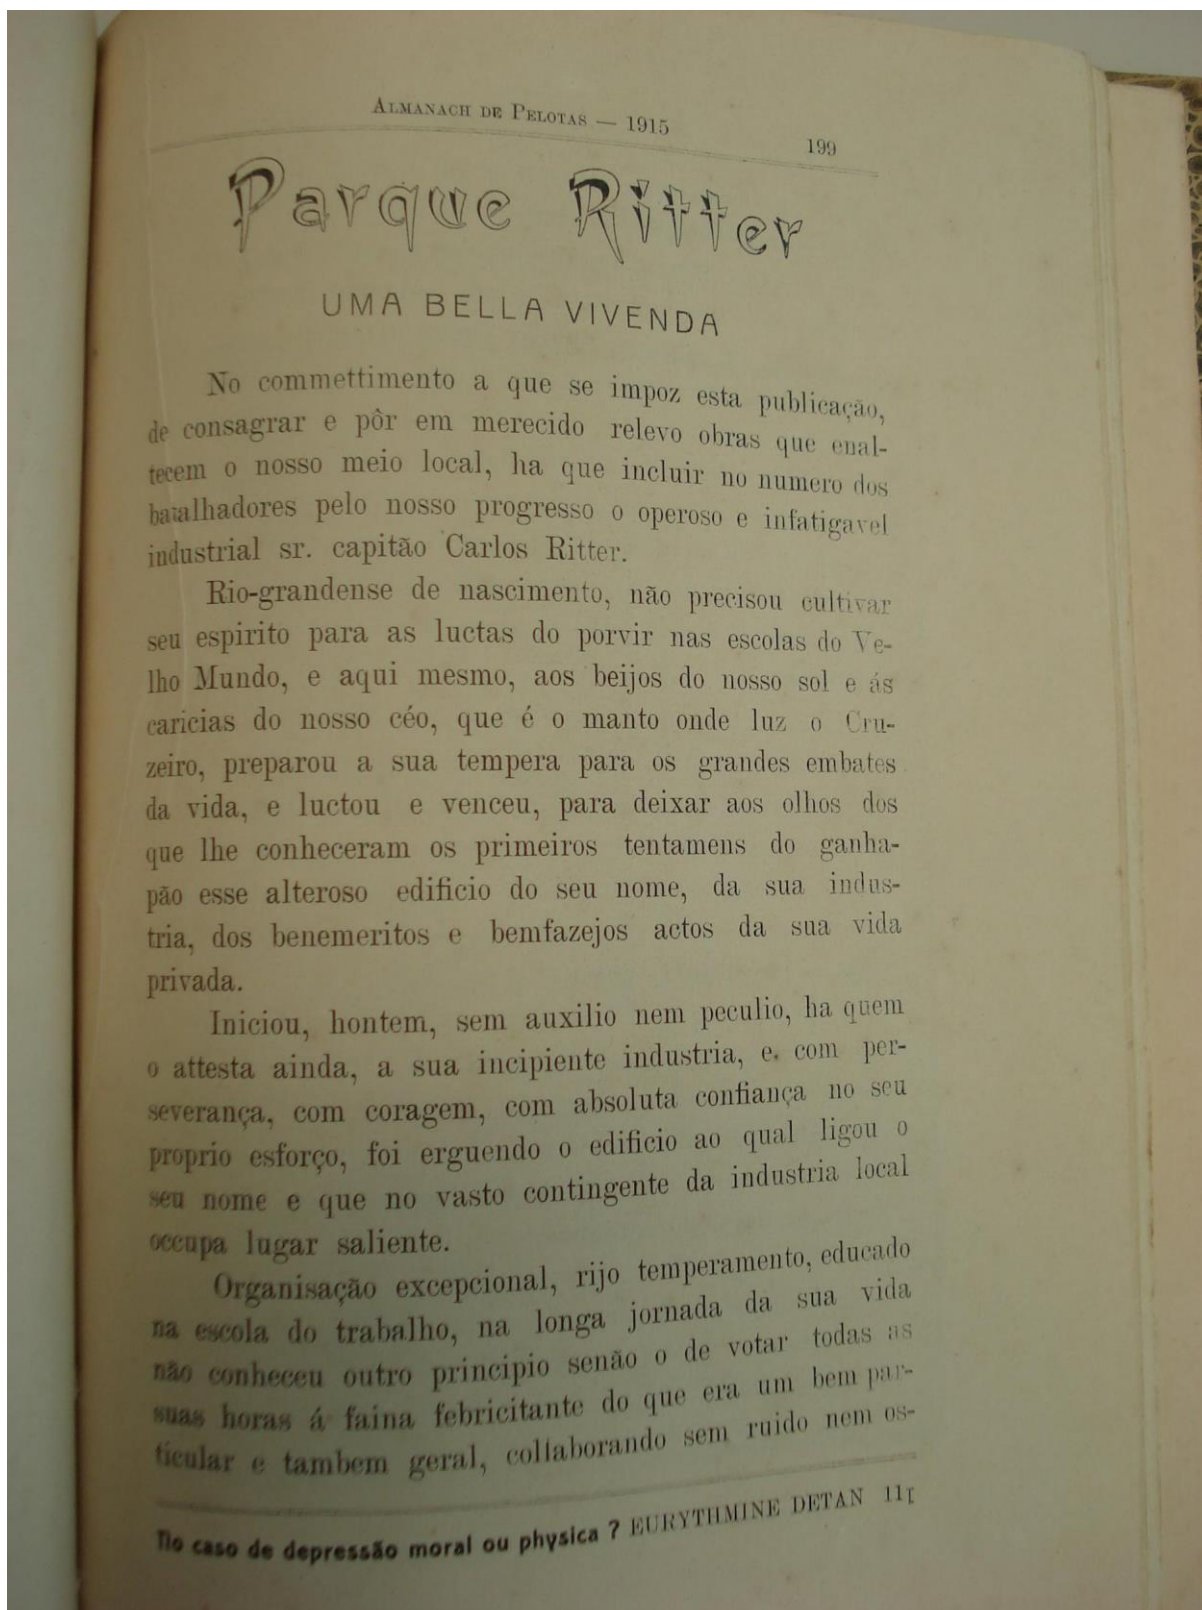 ALMANACH DE PELOTAS — 1915
199
Parque Ritter
UMA BELLA VIVENDA
No commettimento a que se impoz esta publicação,
de consagrar e pôr em merecido relevo obras que enal-
tecem o nosso meio local, ha que incluir no numero dos
batalhadores pelo nosso progresso o operoso e infatigavel
industrial sr. capitão Carlos Ritter.
Rio-grandense de nascimento, não precisou cultivar
seu espirito para as luctas do porvir nas escolas do Ve-
lho Mundo, e aqui mesmo, aos beijos do nosso sol e ás
caricias do nosso céo, que é o manto onde luz o Cru-
zeiro, preparou a sua tempera para os grandes embates
da vida, e luctou e venceu, para deixar aos olhos dos
que lhe conheceram os primeiros tentamens do ganha-
pão esse alteroso edificio do seu nome, da sua indus-
tria, dos benemeritos e bemfazejos actos da sua vida
privada.
Iniciou, hontem, sem auxilio nem peculio, ha quem
o attesta ainda, a sua incipiente industria, e. com per-
severança, com coragem, com absoluta confiança no seu
proprio esforço, foi erguendo o edificio ao qual ligou o
seu nome e que no vasto contingente da industria local
occupa lugar saliente.
Organisação excepcional, rijo temperamento, educado
na escola do trabalho, na longa jornada da sua vida
não conheceu outro principio senão o de votar todas as
suas horas á faina febricitante do que era um bem par-
ticular e tambem geral, collaborando sem ruido nem os-
No caso de depressão moral ou physica ? EURYTHMINE DETAN